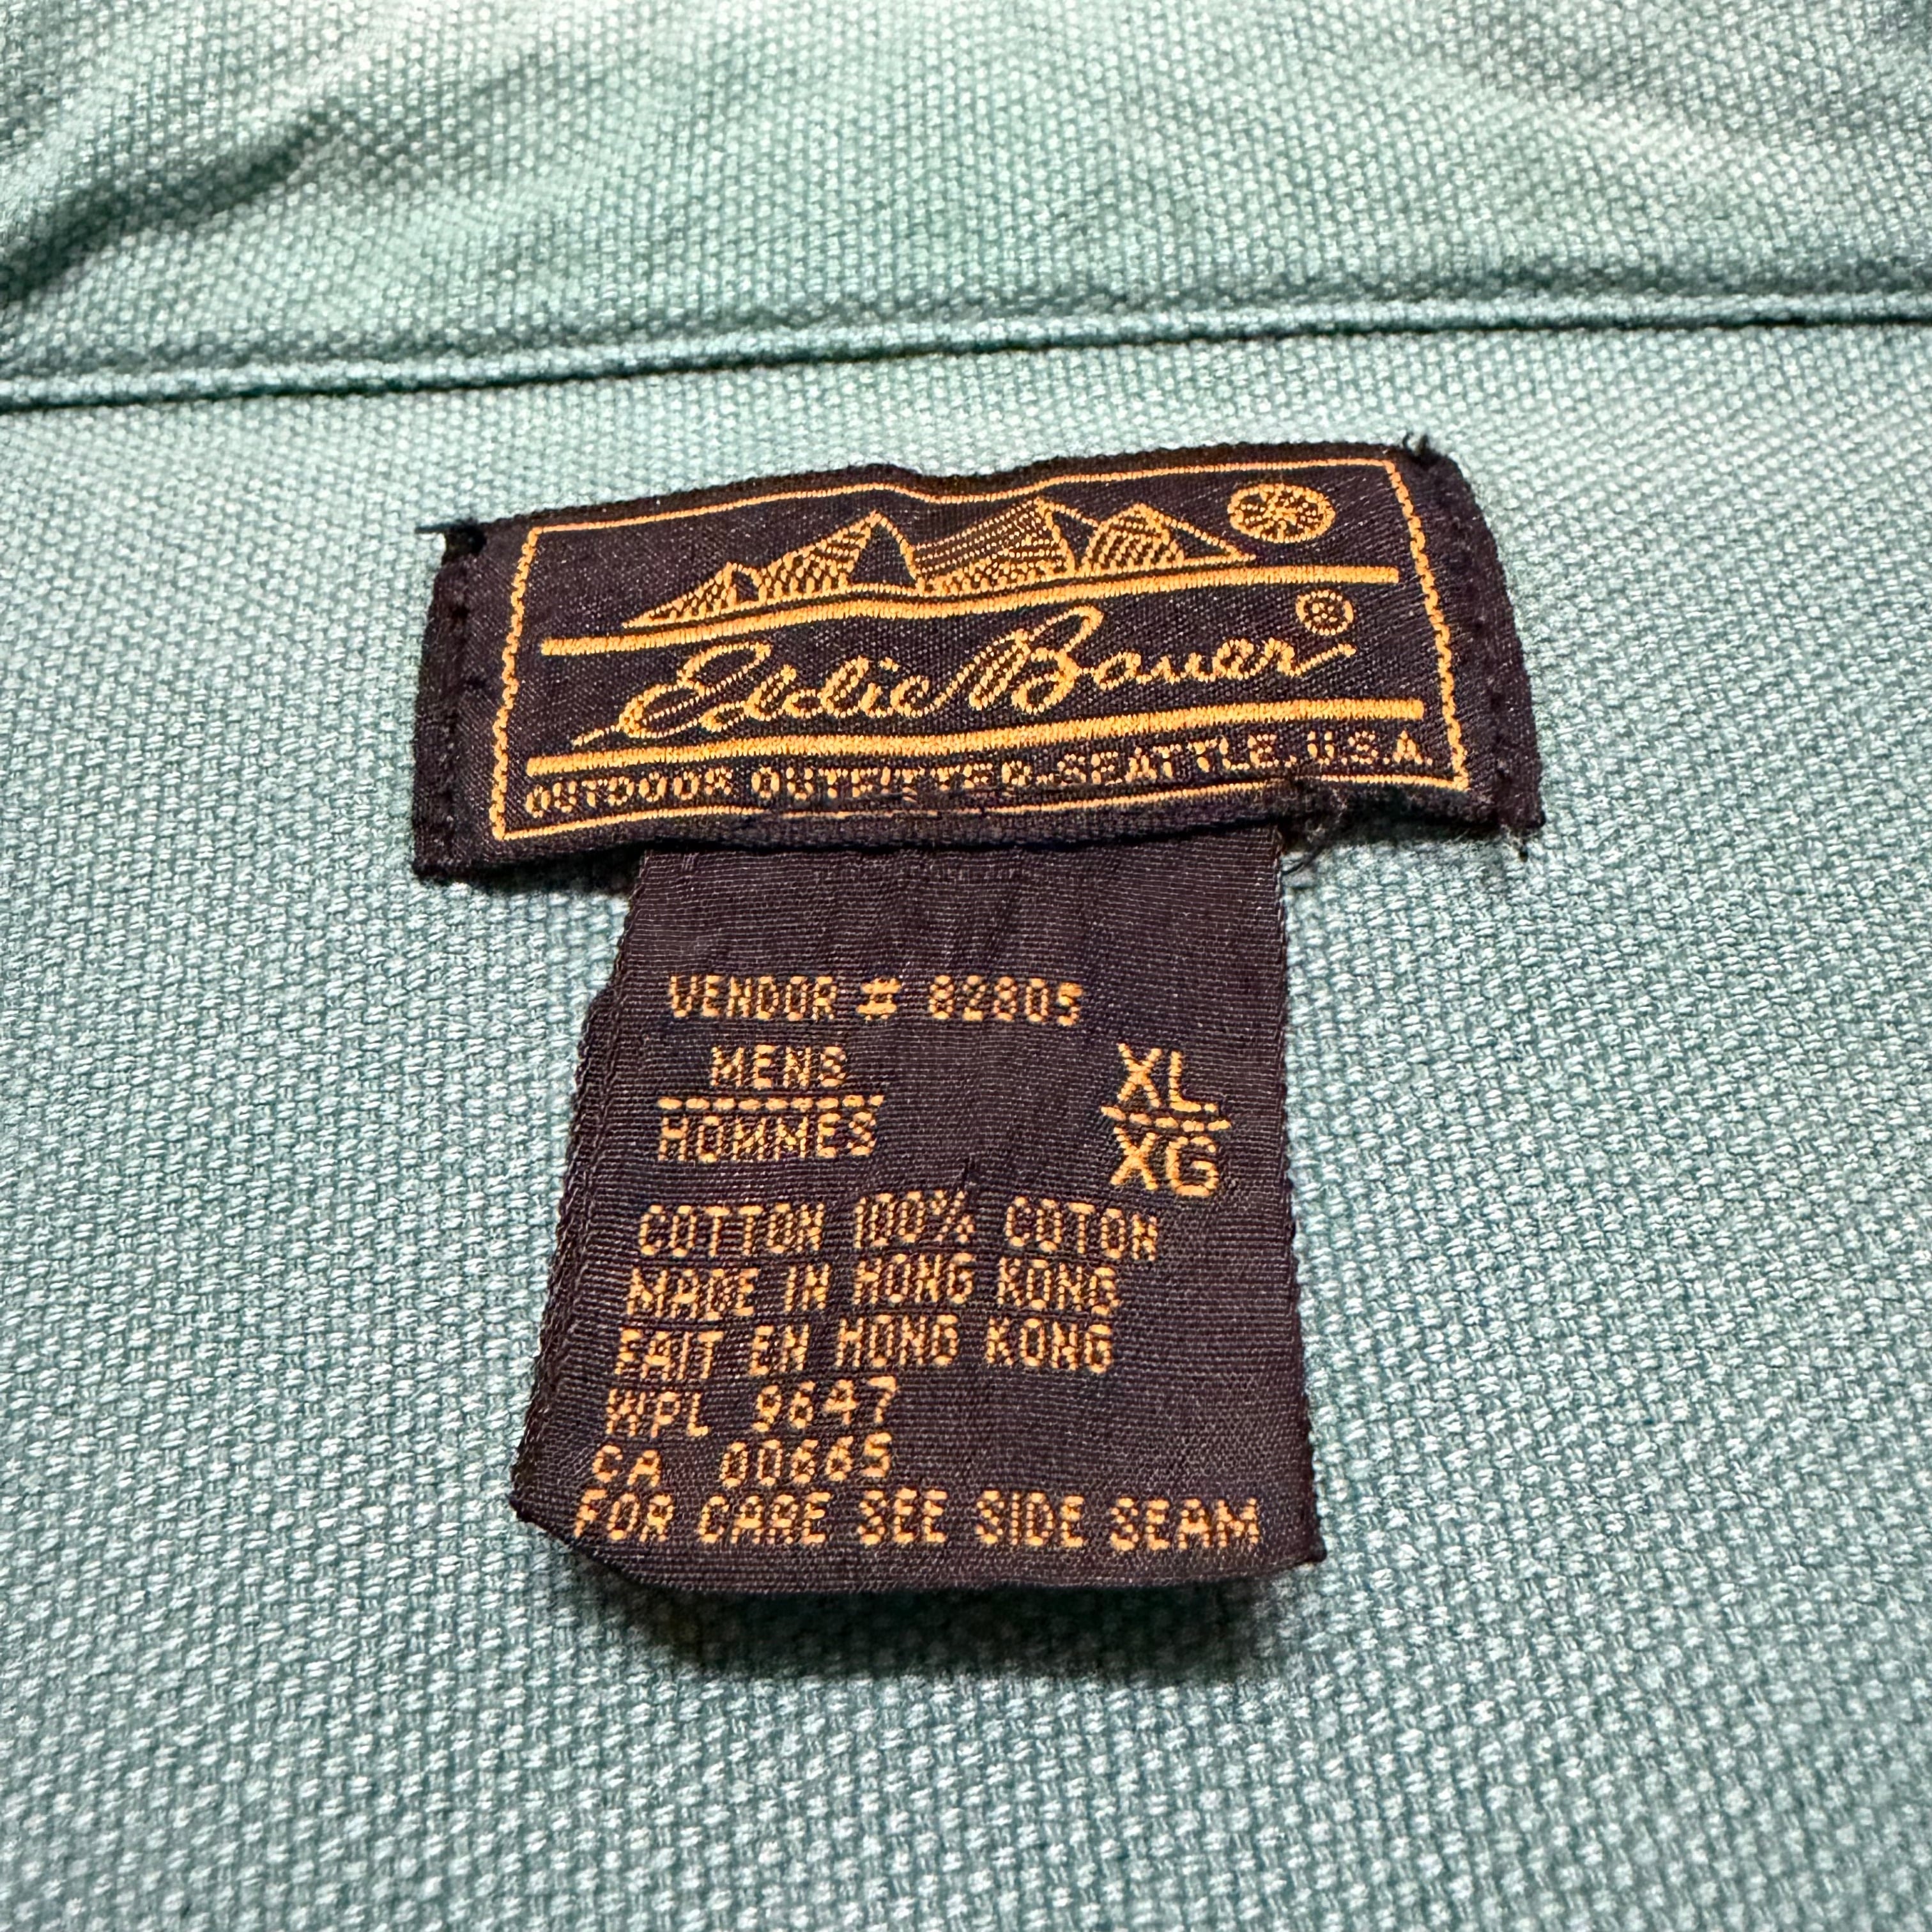 Eddie Bauer®
OUTDOOR OUTFITTER-SEATTLE, U.S.A.
VENDOR # 82805
MENS
HOMMES
XL
XG
COTTON 100% COTON
MADE IN HONG KONG
FAIT EN HONG KONG
WPL 9647
CA 00665
FOR CARE SEE SIDE SEAM